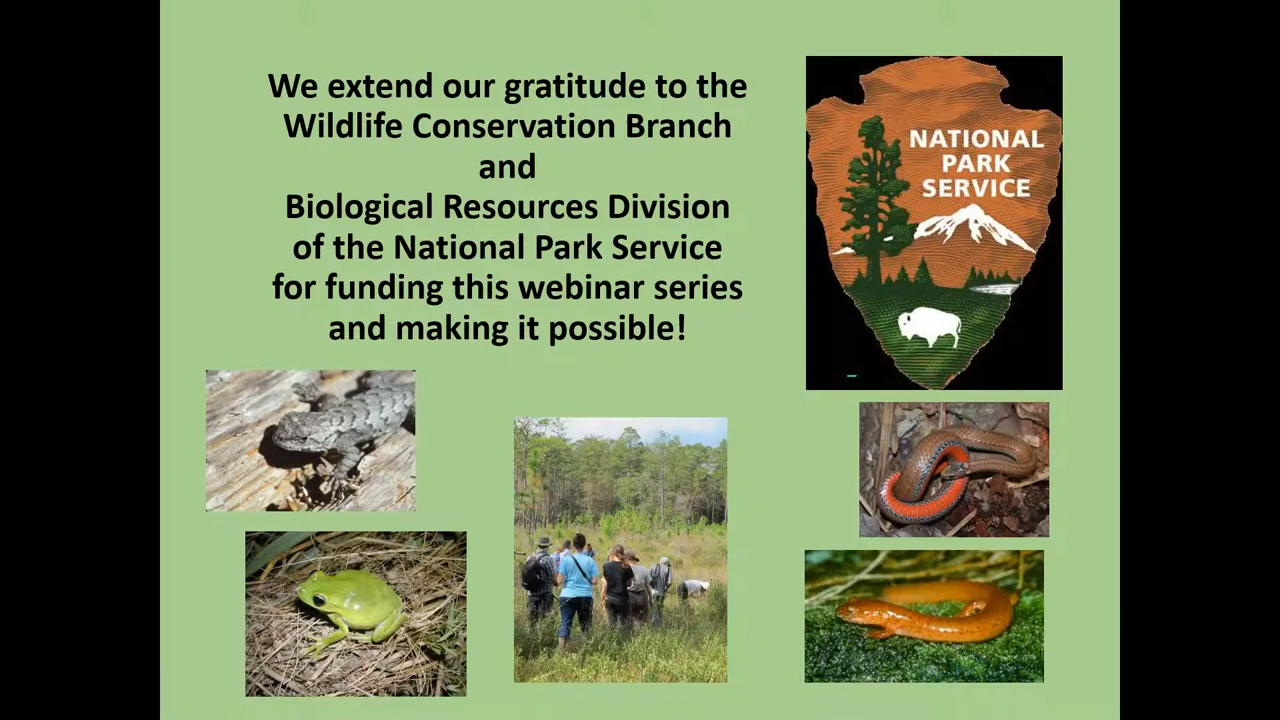 We extend our gratitude to the
Wildlife Conservation Branch
and
Biological Resources Division
of the National Park Service
for funding this webinar series
and making it possible!
NATIONAL
PARK
SERVICE